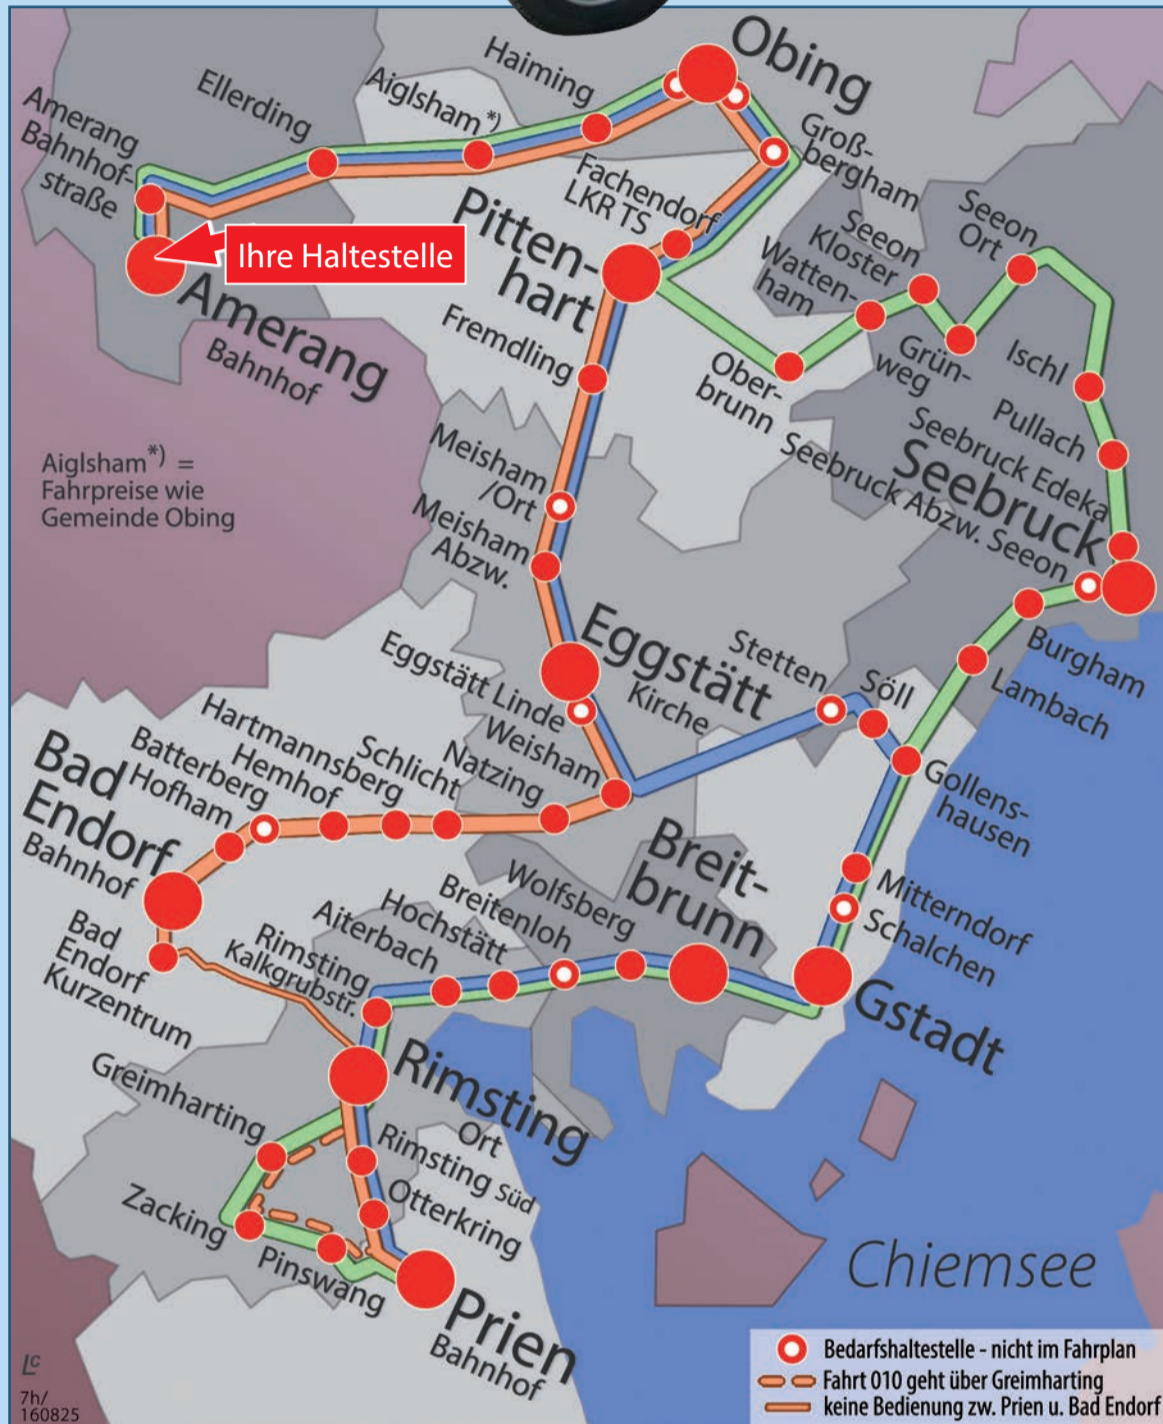 Obing
Haiming
Aiglsham*)
Ellerding
Amerang
Bahnhof-
straße
Groß-
bergham
Fachendorf
LKR TS
Pitten-
hart
Ihre Haltestelle
Amerang
Bahnhof
Seeon
Ort
Seeon
Kloster
Watten-
ham
Grün-
weg
Ober-
brunn
Ischl
Pullach
Seebruck Edeka
Seebruck
Seebruck Abzw. Seeon
Fremdling
Meisham
/Ort
Meisham
Abzw.
Aiglsham*) =
Fahrpreise wie
Gemeinde Obing
Burgham
Lambach
Eggstätt
Kirche
Stetten
Söll
Gollens-
hausen
Eggstätt Linde
Weisham
Natzing
Schlicht
Hartmannsberg
Hemhof
Batterberg
Hofham
Bad
Endorf
Bahnhof
Bad
Endorf
Kurzentrum
Breit-
brunn
Wolfsberg
Breitenloh
Hochstätt
Aiterbach
Rimsting
Kalkgrubstr.
Mitterndorf
Schalchen
Gstadt
Rimsting
Ort
Greimharting
Rimsting Süd
Otterkring
Zacking
Pinswang
Prien
Bahnhof
Chiemsee
Bedarfshaltestelle - nicht im Fahrplan
Fahrt 010 geht über Greimharting
keine Bedienung zw. Prien u. Bad Endorf
Lc
7h/
160825